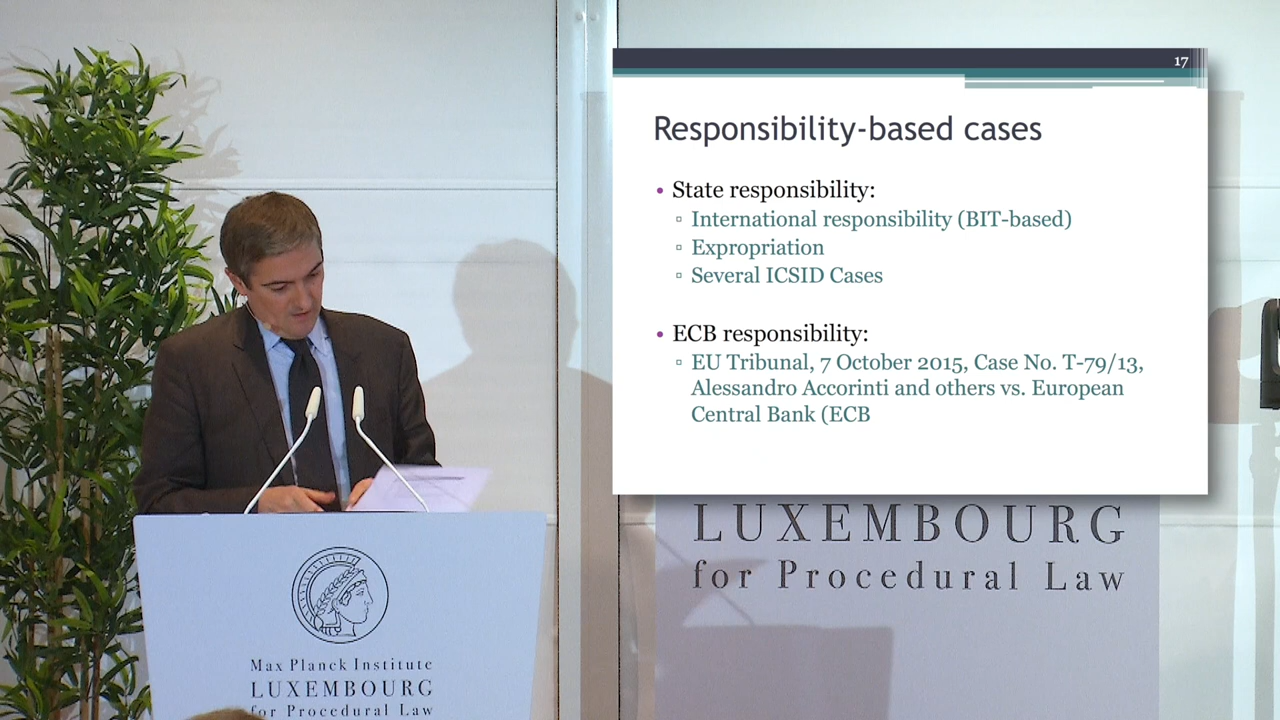 17
Responsibility-based cases
• State responsibility:
▫ International responsibility (BIT-based)
▫ Expropriation
▫ Several ICSID Cases
• ECB responsibility:
▫ EU Tribunal, 7 October 2015, Case No. T-79/13,
Alessandro Accorinti and others vs. European
Central Bank (ECB
LUXEMBOURG
for Procedural Law
Max Planck Institute
LUXEMBOURG
for Procedural Law